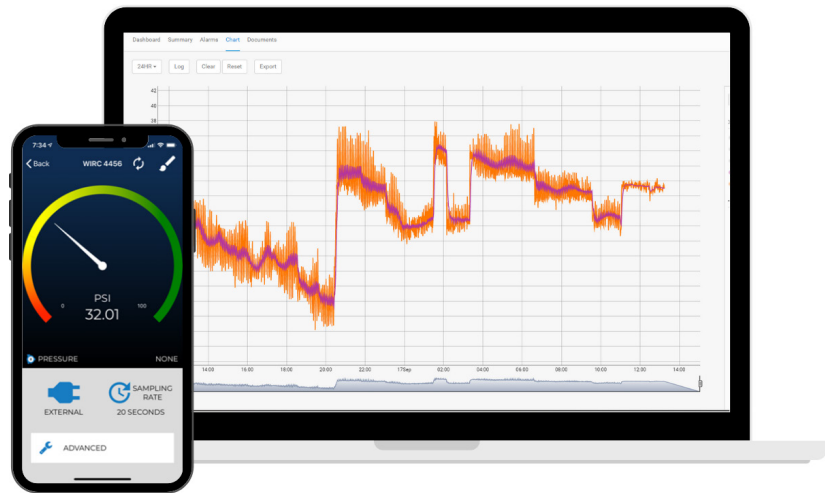 Dashboard Summary Alarms Chart Documents
24HR Log Clear Reset Export
42
40
38
14:00 16:00 18:00 20:00 22:00 17Sep 02:00 04:00 06:00 08:00 10:00 12:00 14:00
7:34
Back WIRC 4456
PSI
0 100
32.01
PRESSURE NONE
SAMPLING
RATE
EXTERNAL 20 SECONDS
ADVANCED